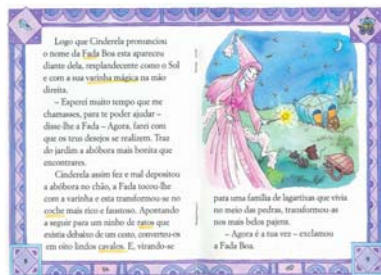 Logo que Cinderela pronunciou
o nome da Fada Boa esta apareceu
diante dela, resplandecente como o Sol
e com a sua varinha mágica na mão
direita.
– Esperei muito tempo que me
chamasses, para te poder ajudar –
disse-lhe a Fada – Agora, farei com
que os teus desejos se realizem. Traz
do jardim a abóbora mais bonita que
encontrares.
Cinderela assim fez e mal depositou
a abóbora no chão, a Fada tocou-lhe
com a varinha e esta transformou-se no
coche mais rico e faustoso. Apontando
a seguir para um ninho de ratos que
existia debaixo de um cesto, converteu-os
em oito lindos cavalos. E, virando-se
para uma família de lagartixas que vivia
no meio das pedras, transformou-as
nos mais belos pajens.
– Agora é a tua vez – exclamou
a Fada Boa.